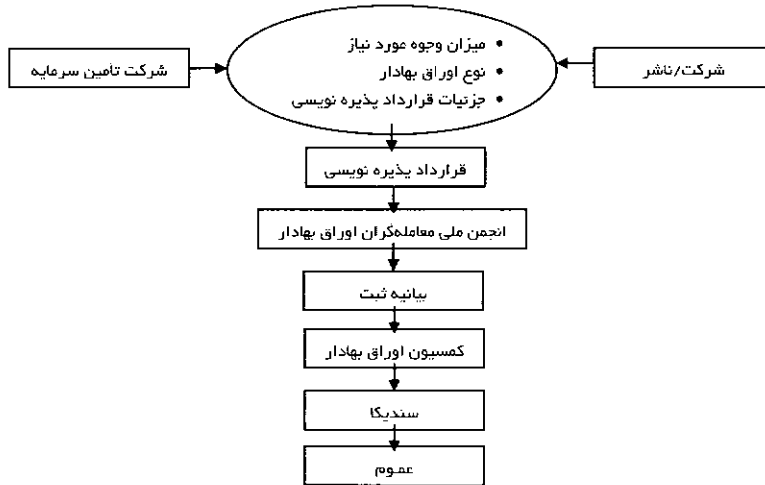 • میزان وجوه مورد نیاز
• نوع اوراق بهادار
• جزئیات قرارداد پذیره نویسی
شرکت/ناشر
شرکت تأمین سرمایه
قرارداد پذیره نویسی
انجمن ملی معامله‌گران اوراق بهادار
بیانیه ثبت
کمسیون اوراق بهادار
سندیکا
عموم